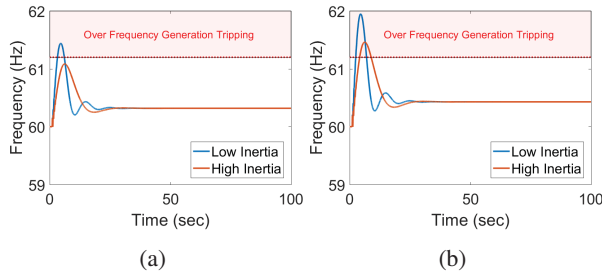 62
61
60
59
Frequency (Hz)
Over Frequency Generation Tripping
Low Inertia
High Inertia
0
50
100
Time (sec)
(a)
62
61
60
59
Frequency (Hz)
Over Frequency Generation Tripping
Low Inertia
High Inertia
0
50
100
Time (sec)
(b)